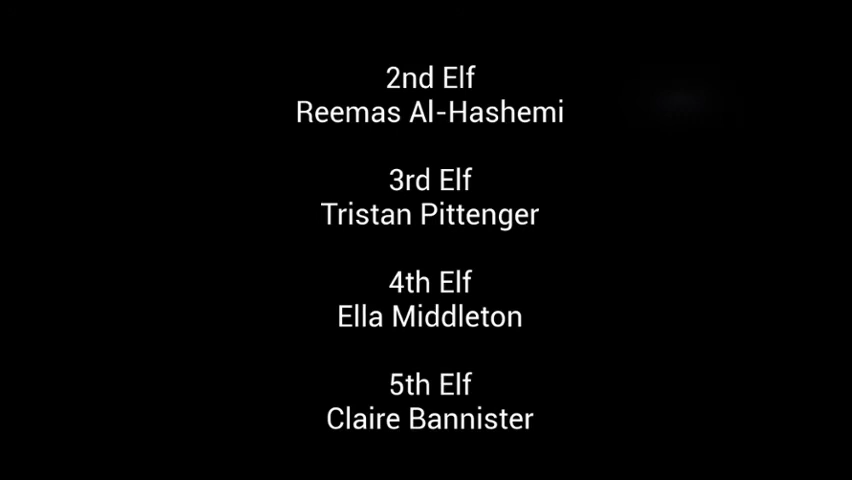 2nd Elf
Reemas Al-Hashemi
3rd Elf
Tristan Pittenger
4th Elf
Ella Middleton
5th Elf
Claire Bannister